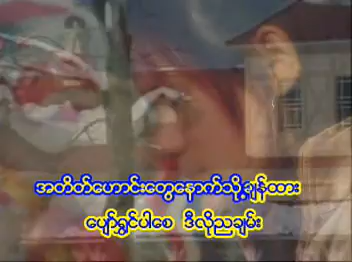 အတိတ်ဟောင်းတွေနောက်သို့ချန်ထား
ပျော်ရွှင်ပါစေ ဒီလိုညချမ်း